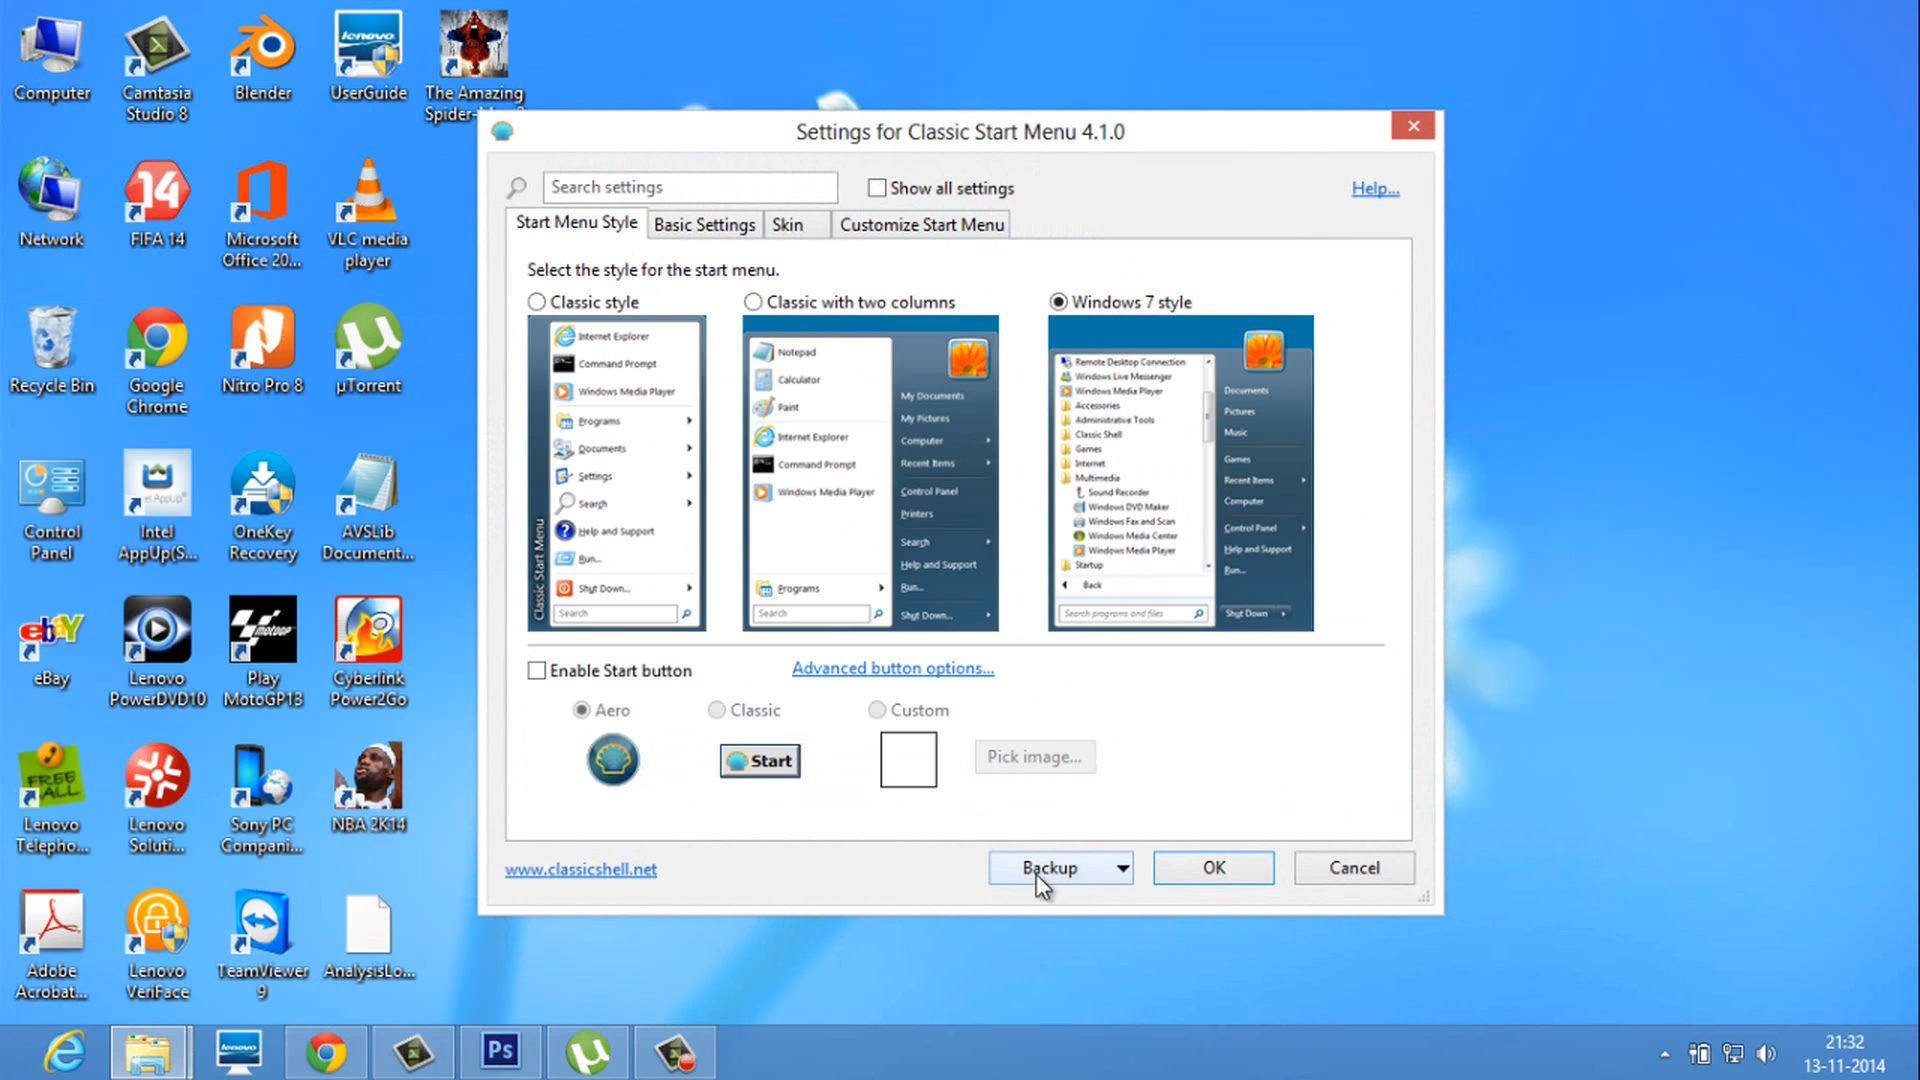 Computer
Camtasia
Studio 8
Blender
lenovo
UserGuide
The Amazing
Spider-
Network
14
FIFA 14
Microsoft
Office 20...
VLC media
player
Recycle Bin
Google
Chrome
Nitro Pro 8
µTorrent
Control
Panel
Intel
AppUp(S...
OneKey
Recovery
AVSLib
Document...
ebay
eBay
Lenovo
PowerDVD10
motoGP
Play
MotoGP13
Cyberlink
Power2Go
FREE
Lenovo
Telepho...
Lenovo
Soluti...
Sony PC
Compani...
NBA 2K14
Adobe
Acrobat...
Lenovo
VeriFace
TeamViewer
9
AnalysisLo...
Settings for Classic Start Menu 4.1.0
Search settings
Show all settings
Help...
Start Menu Style
Basic Settings
Skin
Customize Start Menu
Select the style for the start menu.
Classic style
Classic with two columns
Windows 7 style
Internet Explorer
Command Prompt
Windows Media Player
Programs
Documents
Settings
Search
Help and Support
Run...
Shut Down...
Search
Classic Start Menu
Notepad
Calculator
Paint
Internet Explorer
Command Prompt
Windows Media Player
Programs
Search
My Documents
My Pictures
Computer
Recent Items
Control Panel
Printers
Search
Help and Support
Run...
Shut Down...
Remote Desktop Connection
Windows Live Messenger
Windows Media Player
Accessories
Administrative Tools
Classic Shell
Games
Internet
Multimedia
Sound Recorder
Windows DVD Maker
Windows Fax and Scan
Windows Media Center
Windows Media Player
Startup
Back
Search programs and files
Documents
Pictures
Music
Games
Recent Items
Computer
Control Panel
Help and Support
Run...
Shut Down
Enable Start button
Advanced button options...
Aero
Classic
Custom
Start
Pick image...
www.classicshell.net
Backup
OK
Cancel
lenovo
Ps
21:32
13-11-2014